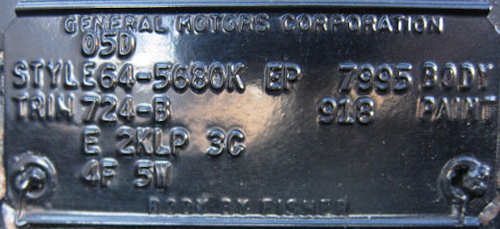 GENERAL MOTORS CORPORATION
05D
STYLE 64-5680K EP 7995 BODY
TRIM 724-B 918 PAINT
E 2KLP 3C
4F 5Y
BODY BY FISHER